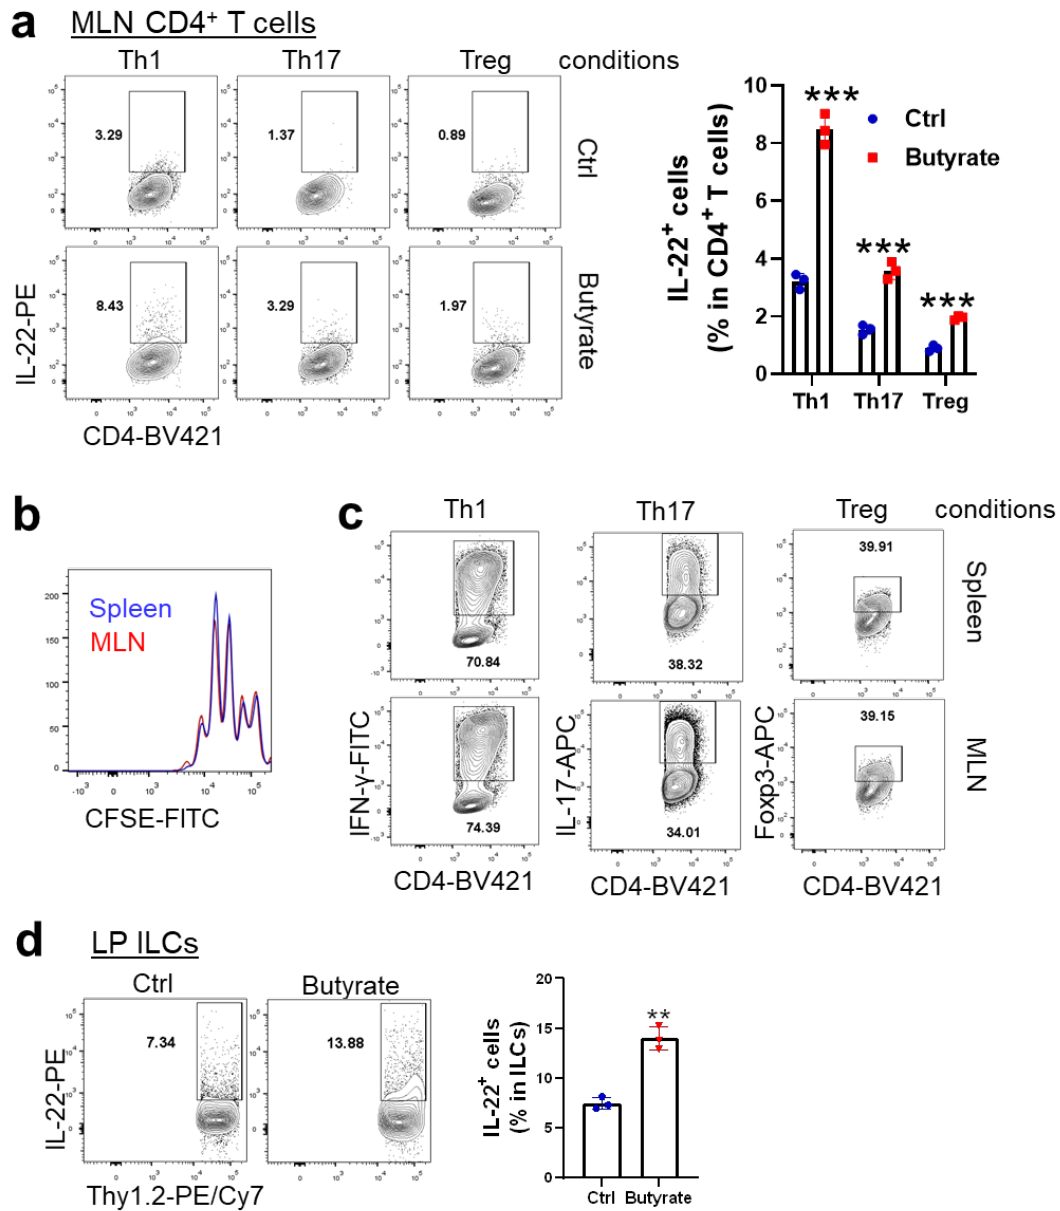 a MLN CD4⁺ T cells
Th1 Th17 Treg conditions
3.29 1.37 0.89 Ctrl
8.43 3.29 1.97 Butyrate
IL-22-PE
CD4-BV421
IL-22⁺ cells
(% in CD4⁺ T cells)
10
8
6
4
2
0
*** *** ***
Ctrl
Butyrate
Th1 Th17 Treg
b
Spleen
MLN
200
150
100
50
0
-10³ 0 10³ 10⁴ 10⁵
CFSE-FITC
c
Th1 Th17 Treg conditions
70.84 38.32 39.91 Spleen
74.39 34.01 39.15 MLN
IFN-γ-FITC IL-17-APC Foxp3-APC
CD4-BV421 CD4-BV421 CD4-BV421
d LP ILCs
Ctrl Butyrate
7.34 13.88
IL-22-PE
Thy1.2-PE/Cy7
IL-22⁺ cells
(% in ILCs)
20
15
10
5
0
**
Ctrl Butyrate